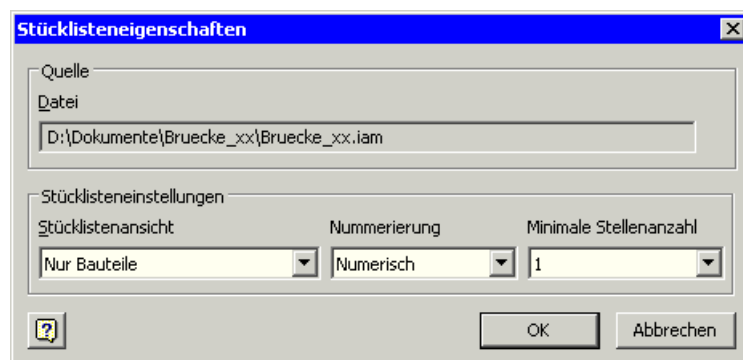 Stücklisteneigenschaften
Quelle
Datei
D:\Dokumente\Bruecke_xx\Bruecke_xx.iam
Stücklisteneinstellungen
Stücklistenansicht Nummerierung Minimale Stellenanzahl
Nur Bauteile Numerisch 1
OK Abbrechen